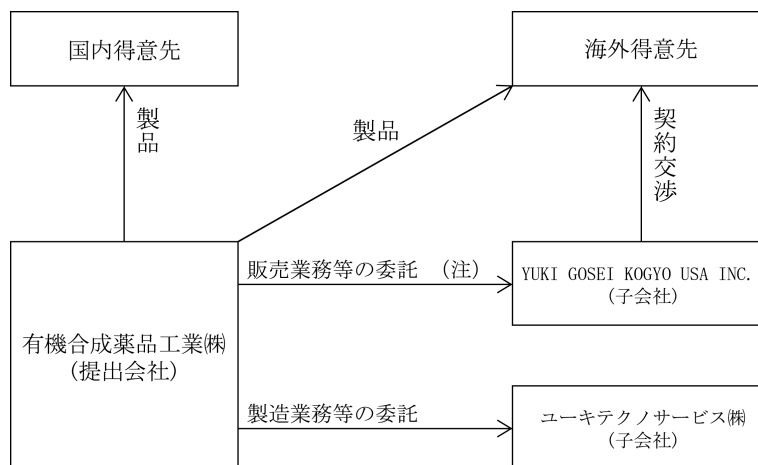 国内得意先
海外得意先
製品
製品
契約交渉
販売業務等の委託 (注)
YUKI GOSEI KOGYO USA INC.
(子会社)
有機合成薬品工業㈱
(提出会社)
製造業務等の委託
ユーキテクノサービス㈱
(子会社)